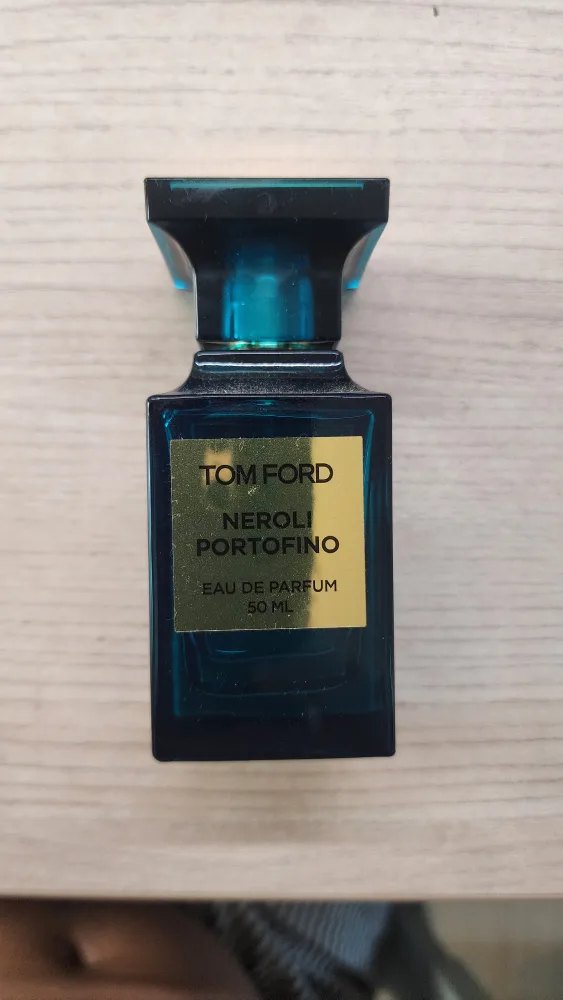 TOM FORD
NEROLI
PORTOFINO
EAU DE PARFUM
50 ML